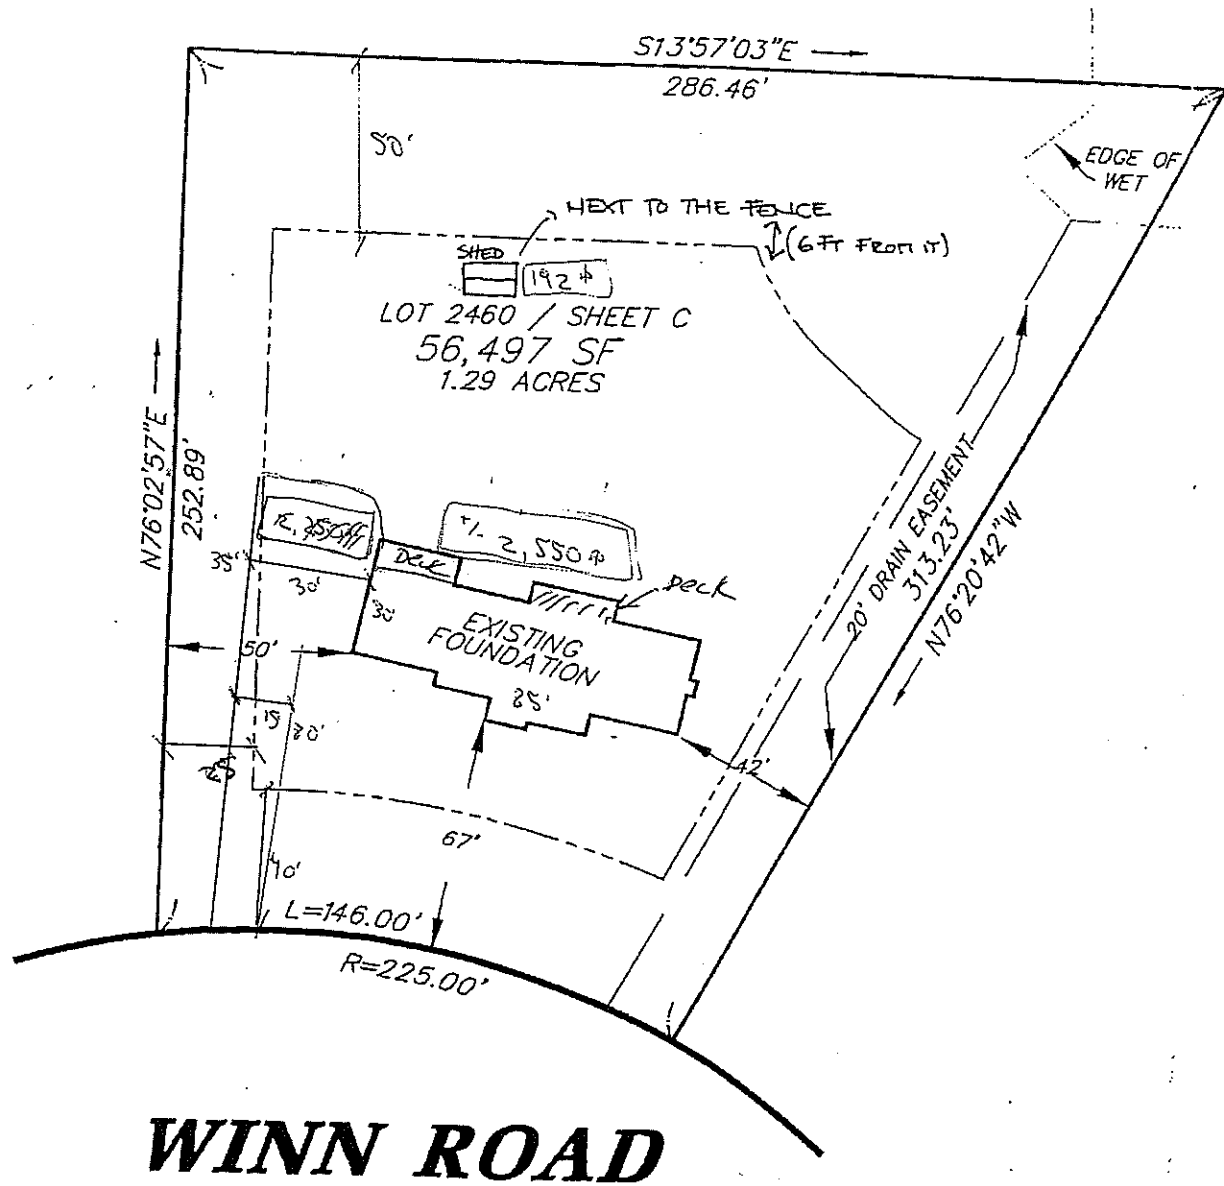 S13°57'03"E
286.46'
50'
EDGE OF
WET
NEXT TO THE FENCE
(6 FT FROM IT)
SHED
192
LOT 2460 / SHEET C
56,497 SF
1.29 ACRES
N76°02'57"E
252.89'
+/- 2,550
DECK
DECK
35'
30'
30'
EXISTING
FOUNDATION
85'
20' DRAIN EASEMENT
313.23'
N76°20'42"W
50'
15
80'
42'
67'
40'
L=146.00'
R=225.00'
WINN ROAD